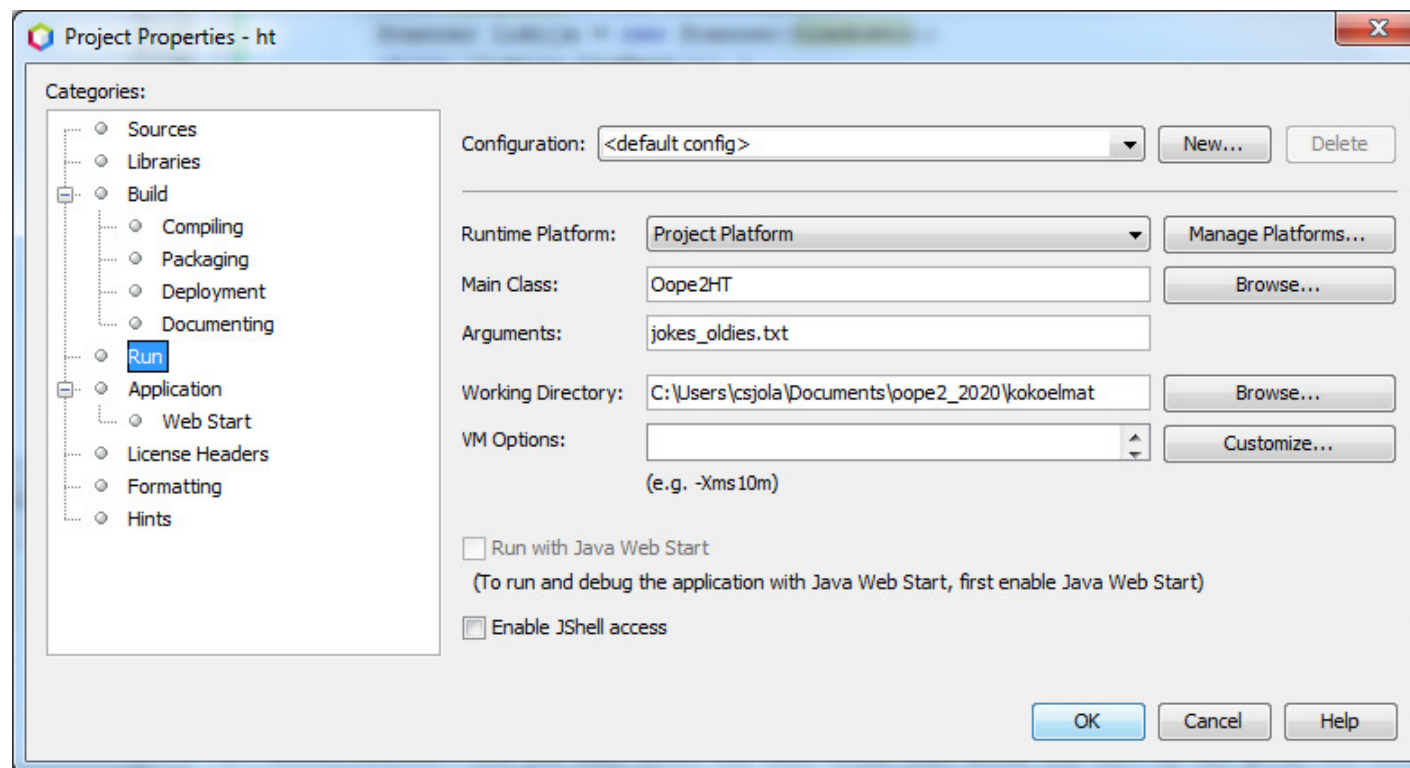 Project Properties - ht
Categories:
Sources
Libraries
Build
Compiling
Packaging
Deployment
Documenting
Run
Application
Web Start
License Headers
Formatting
Hints
Configuration: <default config> New... Delete
Runtime Platform: Project Platform Manage Platforms...
Main Class: Oope2HT Browse...
Arguments: jokes_oldies.txt
Working Directory: C:\Users\csjola\Documents\oope2_2020\kokoelmat Browse...
VM Options: Customize...
(e.g. -Xms10m)
Run with Java Web Start
(To run and debug the application with Java Web Start, first enable Java Web Start)
Enable JShell access
OK Cancel Help